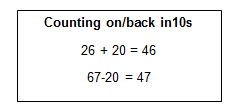 Counting on/back in10s
26 + 20 = 46
67-20 = 47